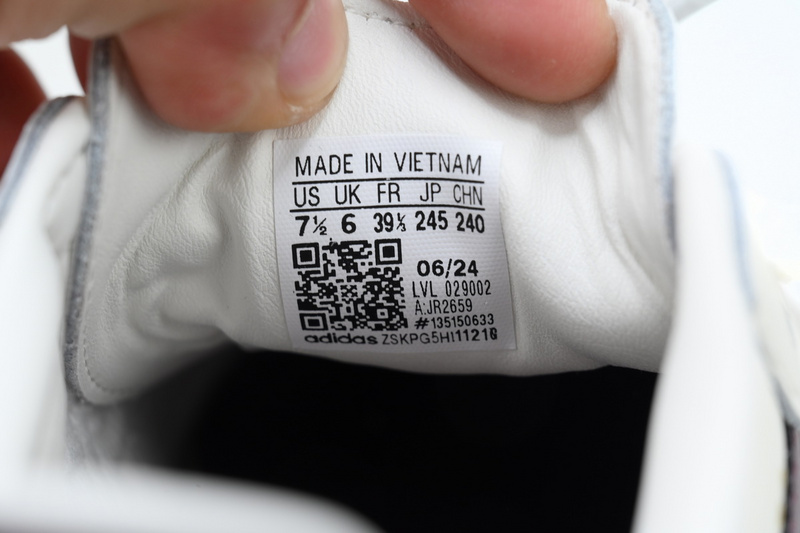 MADE IN VIETNAM
US UK FR JP CHN
7½ 6 39⅓ 245 240
06/24
LVL 029002
A:JR2659
#135150633
adidas